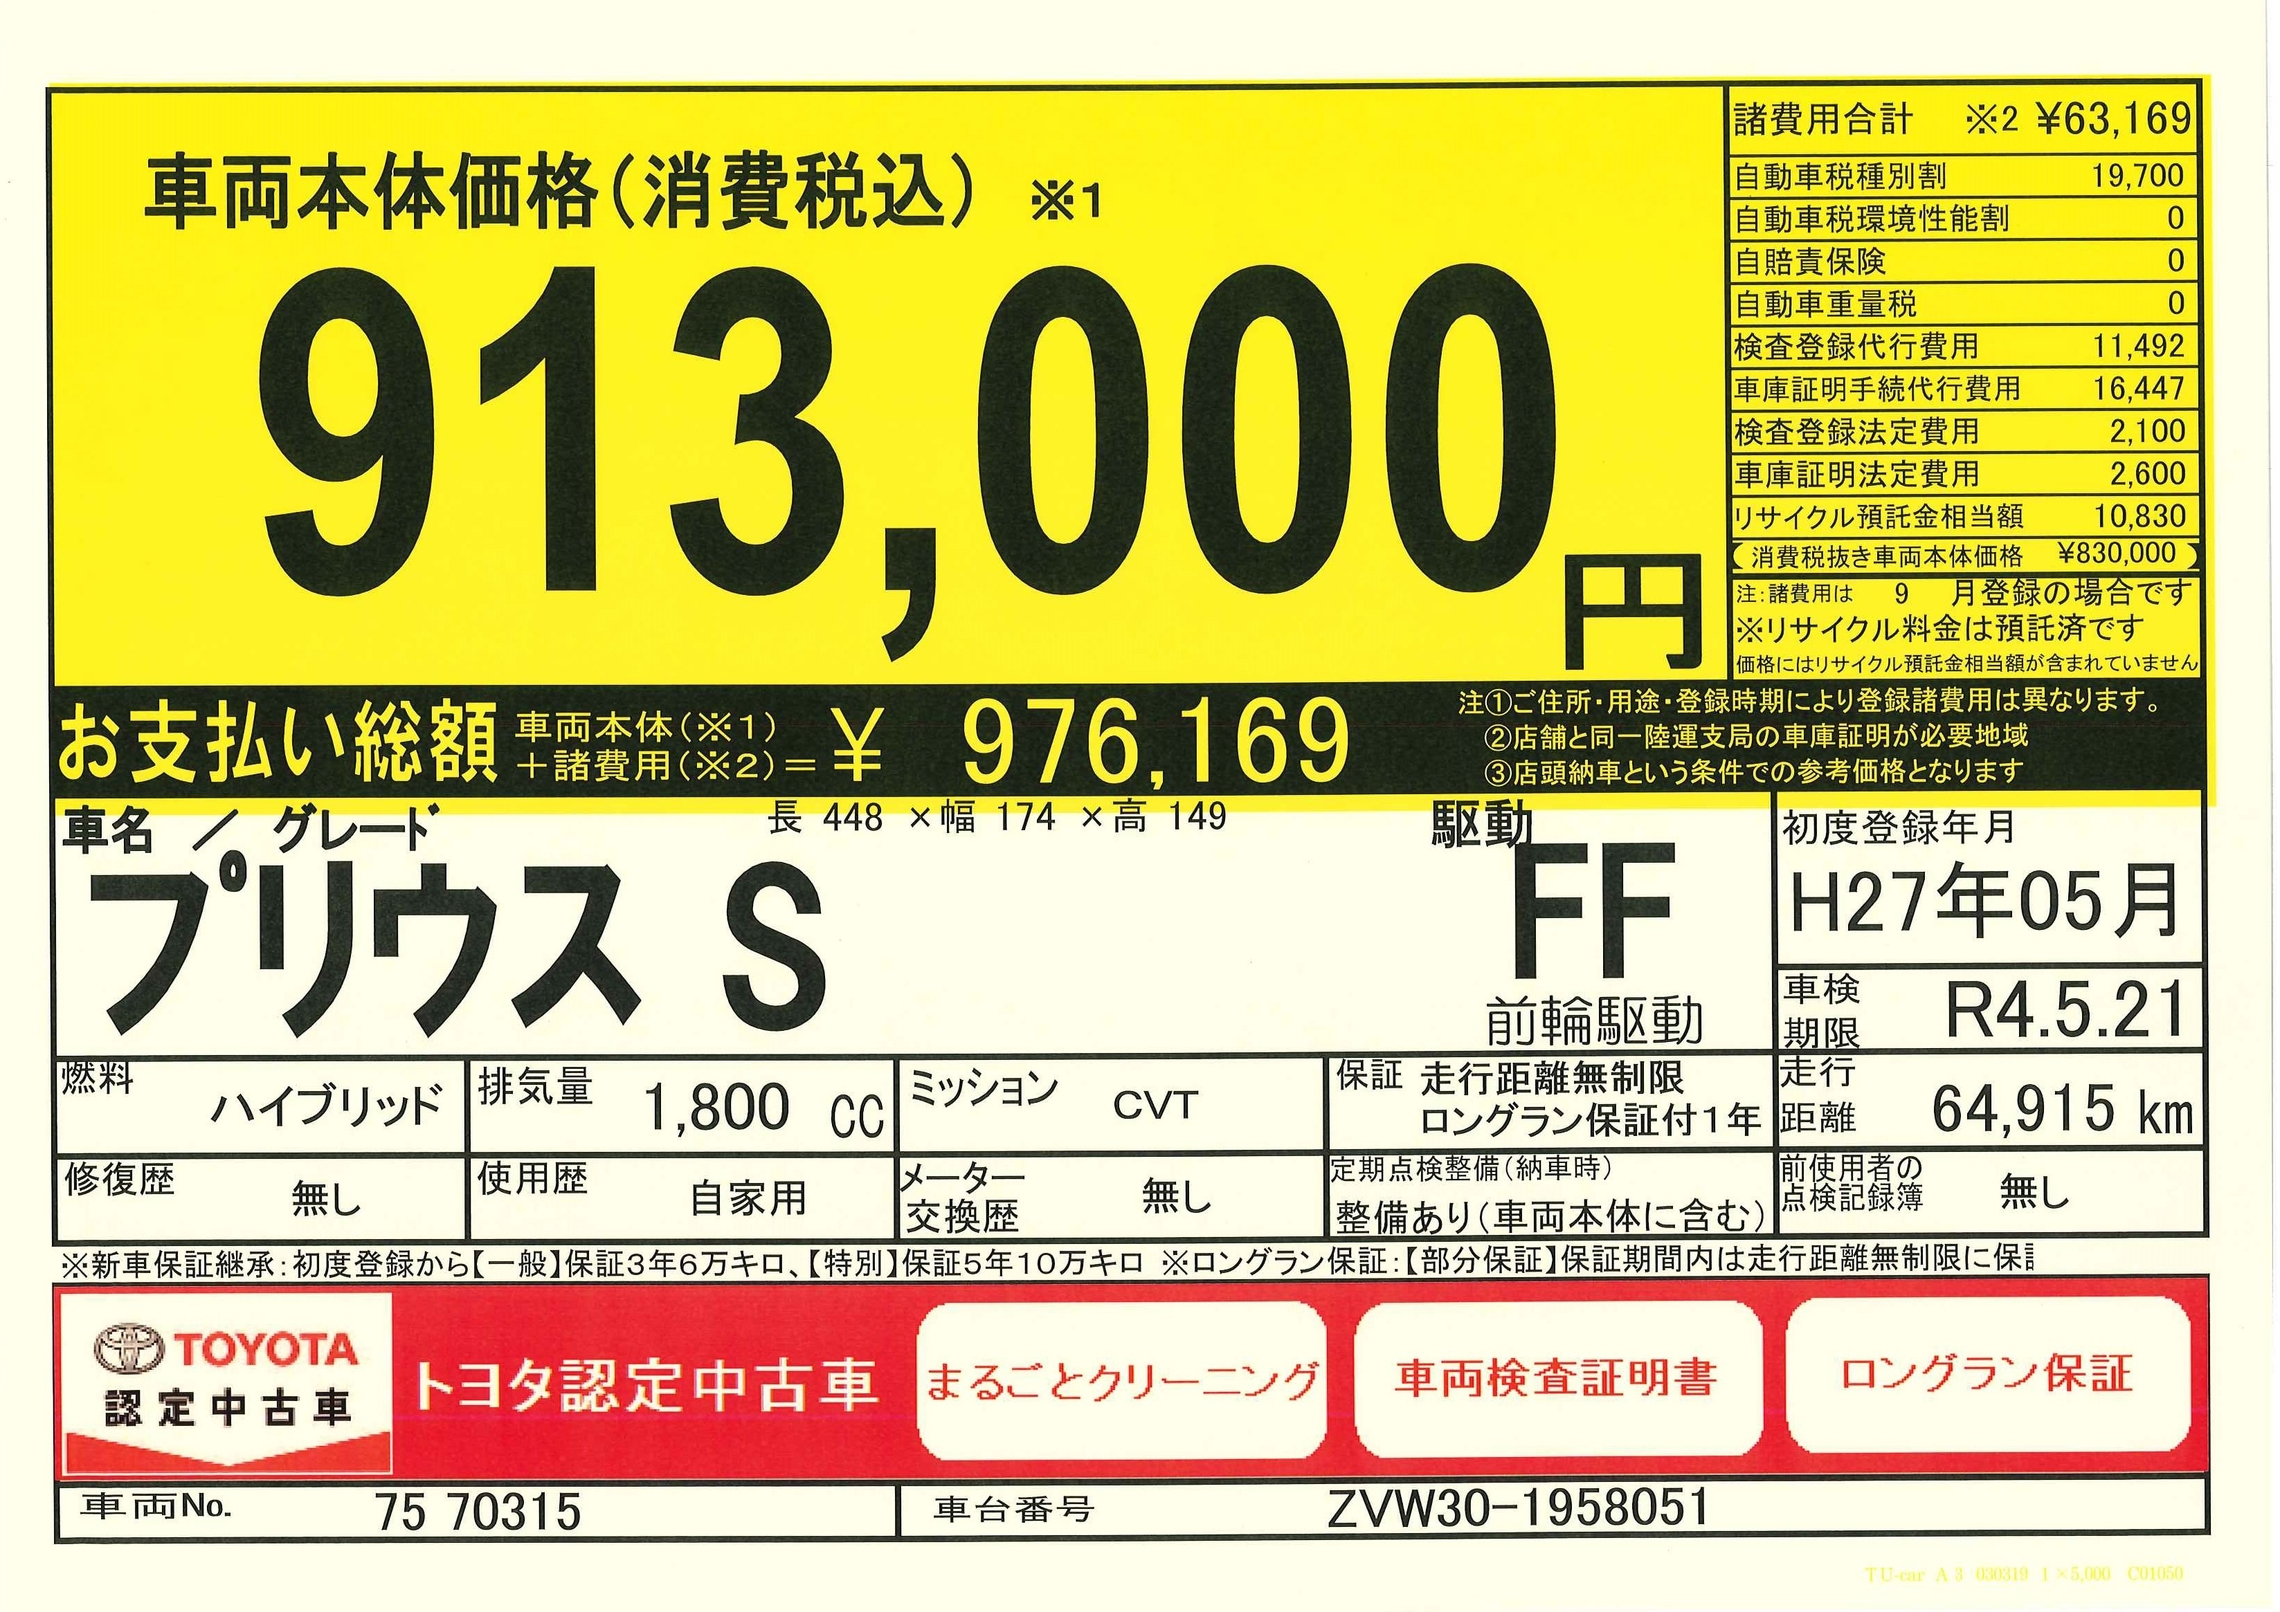 車両本体価格(消費税込) ※1
913,000円
諸費用合計 ※2 ¥63,169
自動車税種別割 19,700
自動車税環境性能割 0
自賠責保険 0
自動車重量税 0
検査登録代行費用 11,492
車庫証明手続代行費用 16,447
検査登録法定費用 2,100
車庫証明法定費用 2,600
リサイクル預託金相当額 10,830
(消費税抜き車両本体価格 ¥830,000)
注:諸費用は 9 月登録の場合です
※リサイクル料金は預託済です
価格にはリサイクル預託金相当額が含まれていません
お支払い総額 車両本体(※1)
+諸費用(※2)= ¥ 976,169
注①ご住所・用途・登録時期により登録諸費用は異なります。
②店舗と同一陸運支局の車庫証明が必要地域
③店頭納車という条件での参考価格となります
車名 / グレード
長 448 ×幅 174 ×高 149
プリウス S
駆動
FF
前輪駆動
初度登録年月
H27年05月
車検期限 R4.5.21
燃料 ハイブリッド
排気量 1,800 CC
ミッション CVT
保証 走行距離無制限
ロングラン保証付1年
走行距離 64,915 km
修復歴 無し
使用歴 自家用
メーター交換歴 無し
定期点検整備(納車時)
整備あり(車両本体に含む)
前使用者の点検記録簿 無し
※新車保証継承:初度登録から【一般】保証3年6万キロ、【特別】保証5年10万キロ ※ロングラン保証:【部分保証】保証期間内は走行距離無制限に保証
TOYOTA
認定中古車
トヨタ認定中古車
まるごとクリーニング
車両検査証明書
ロングラン保証
車両No. 75 70315
車台番号 ZVW30-1958051
TU-car A3 030319 1×5,000 C01050